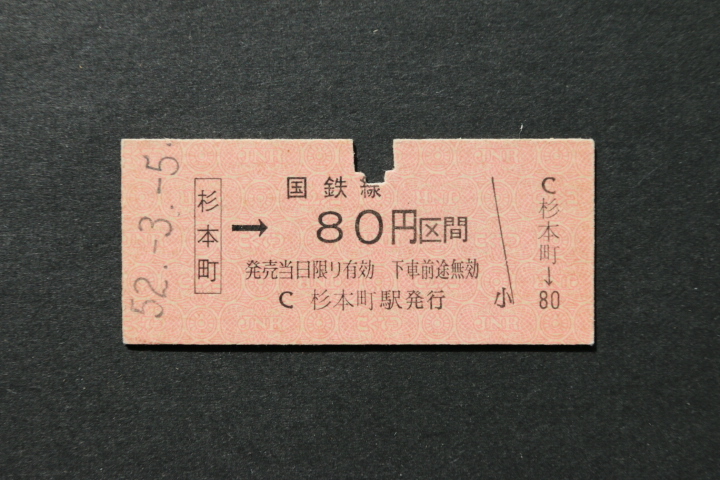 52.-3.-5.
国鉄線
杉本町
→ 80円区間
発売当日限り有効 下車前途無効
C 杉本町駅発行
小
C
杉本町
↓
80
JNR